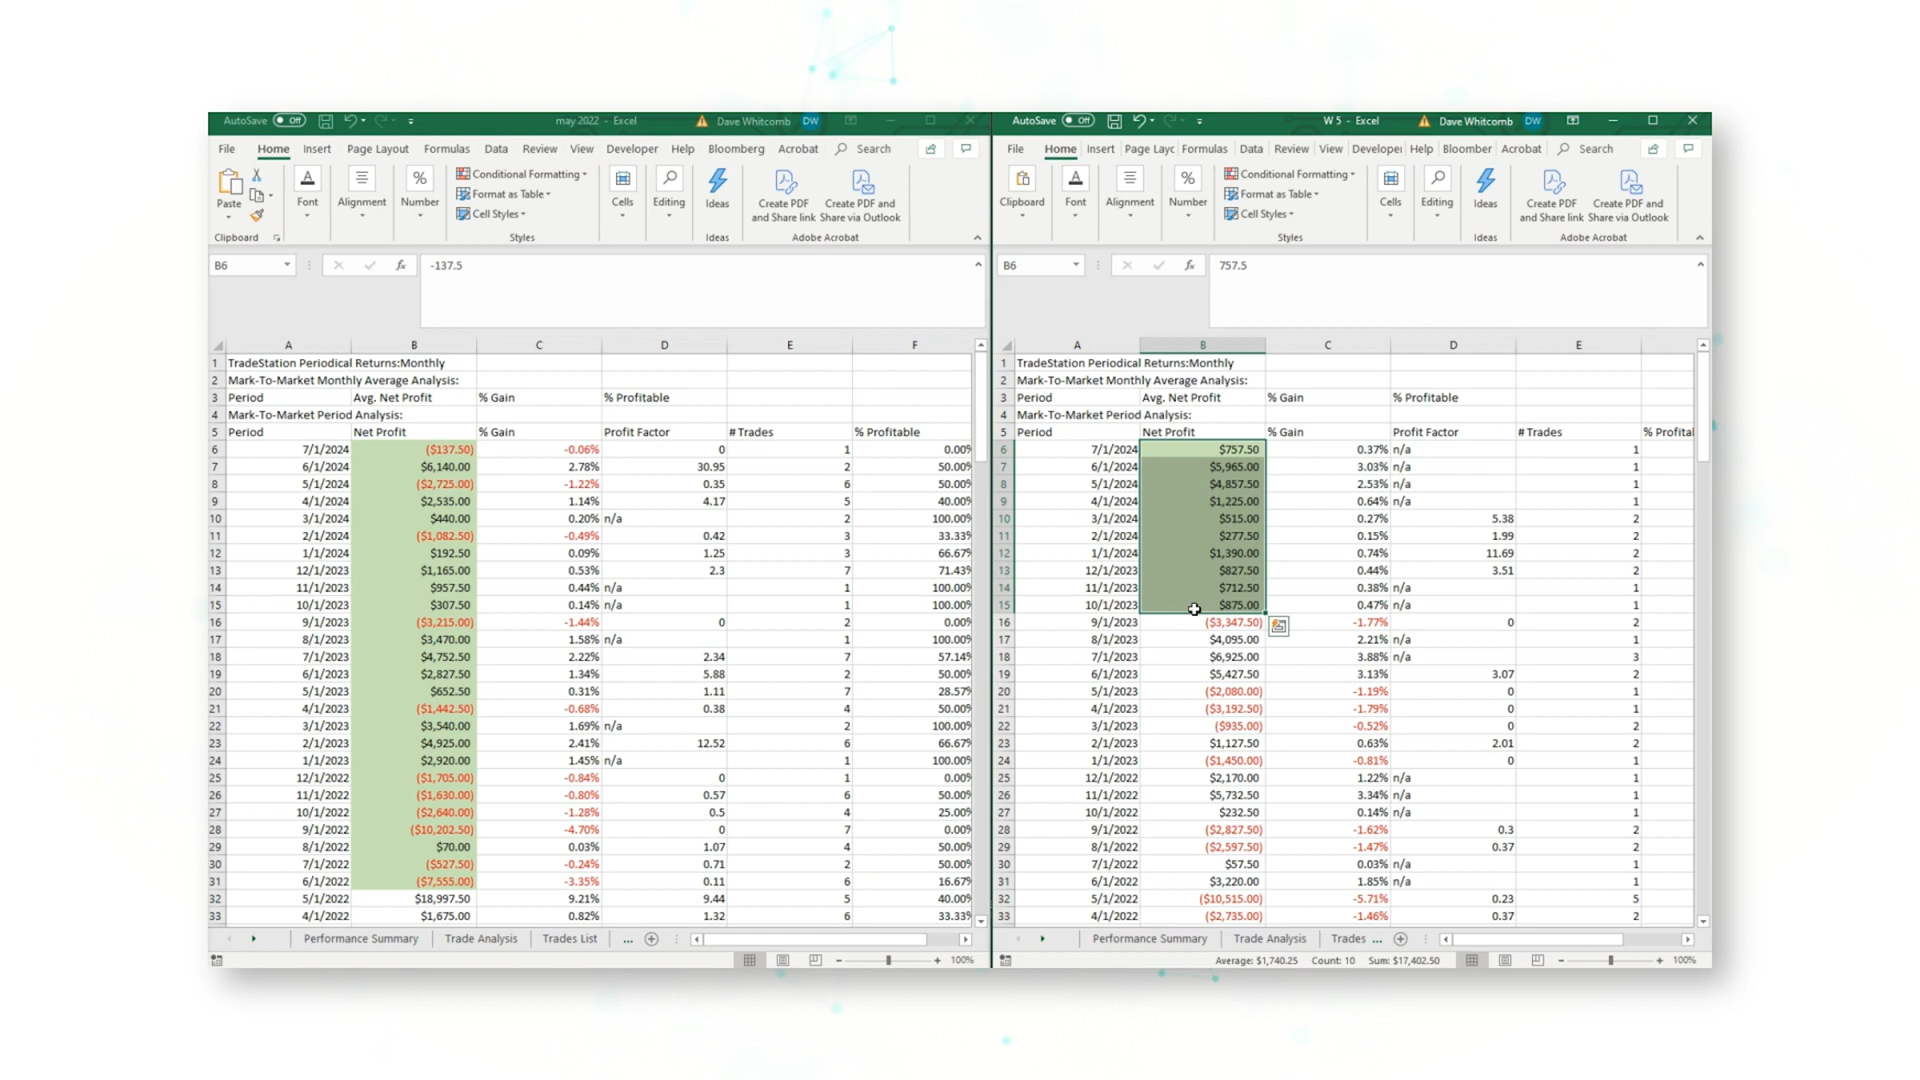 AutoSave Off may 2022 - Excel Dave Whitcomb DW
File Home Insert Page Layout Formulas Data Review View Developer Help Bloomberg Acrobat Search
Paste Font Alignment Number Conditional Formatting Format as Table Cell Styles Cells Editing Ideas Create PDF and Share link Create PDF and Share via Outlook
Clipboard Styles Ideas Adobe Acrobat
B6 fx -137.5
A B C D E F
1 TradeStation Periodical Returns:Monthly
2 Mark-To-Market Monthly Average Analysis:
3 Period Avg. Net Profit % Gain % Profitable
4 Mark-To-Market Period Analysis:
5 Period Net Profit % Gain Profit Factor # Trades % Profitable
6 7/1/2024 ($137.50) -0.06% 0 1 0.00%
7 6/1/2024 $6,140.00 2.78% 30.95 2 50.00%
8 5/1/2024 ($2,725.00) -1.22% 0.35 6 50.00%
9 4/1/2024 $2,535.00 1.14% 4.17 5 40.00%
10 3/1/2024 $440.00 0.20% n/a 2 100.00%
11 2/1/2024 ($1,082.50) -0.49% 0.42 3 33.33%
12 1/1/2024 $192.50 0.09% 1.25 3 66.67%
13 12/1/2023 $1,165.00 0.53% 2.3 7 71.43%
14 11/1/2023 $957.50 0.44% n/a 1 100.00%
15 10/1/2023 $307.50 0.14% n/a 1 100.00%
16 9/1/2023 ($3,215.00) -1.44% 0 2 0.00%
17 8/1/2023 $3,470.00 1.58% n/a 1 100.00%
18 7/1/2023 $4,752.50 2.22% 2.34 7 57.14%
19 6/1/2023 $2,827.50 1.34% 5.88 2 50.00%
20 5/1/2023 $652.50 0.31% 1.11 7 28.57%
21 4/1/2023 ($1,442.50) -0.68% 0.38 4 50.00%
22 3/1/2023 $3,540.00 1.69% n/a 2 100.00%
23 2/1/2023 $4,925.00 2.41% 12.52 6 66.67%
24 1/1/2023 $2,920.00 1.45% n/a 1 100.00%
25 12/1/2022 ($1,705.00) -0.84% 0 1 0.00%
26 11/1/2022 ($1,630.00) -0.80% 0.57 6 50.00%
27 10/1/2022 ($2,640.00) -1.28% 0.5 4 25.00%
28 9/1/2022 ($10,202.50) -4.70% 0 7 0.00%
29 8/1/2022 $70.00 0.03% 1.07 4 50.00%
30 7/1/2022 ($527.50) -0.24% 0.71 2 50.00%
31 6/1/2022 ($7,555.00) -3.35% 0.11 6 16.67%
32 5/1/2022 $18,997.50 9.21% 9.44 5 40.00%
33 4/1/2022 $1,675.00 0.82% 1.32 6 33.33%
Performance Summary Trade Analysis Trades List ...
100%
AutoSave Off W 5 - Excel Dave Whitcomb DW
File Home Insert Page Layc Formulas Data Review View Developei Help Bloomber Acrobat Search
Clipboard Font Alignment Number Conditional Formatting Format as Table Cell Styles Cells Editing Ideas Create PDF and Share link Create PDF and Share via Outlook
Styles Ideas Adobe Acrobat
B6 fx 757.5
A B C D E
1 TradeStation Periodical Returns:Monthly
2 Mark-To-Market Monthly Average Analysis:
3 Period Avg. Net Profit % Gain % Profitable
4 Mark-To-Market Period Analysis:
5 Period Net Profit % Gain Profit Factor # Trades % Profital
6 7/1/2024 $757.50 0.37% n/a 1
7 6/1/2024 $5,965.00 3.03% n/a 1
8 5/1/2024 $4,857.50 2.53% n/a 1
9 4/1/2024 $1,225.00 0.64% n/a 1
10 3/1/2024 $515.00 0.27% 5.38 2
11 2/1/2024 $277.50 0.15% 1.99 2
12 1/1/2024 $1,390.00 0.74% 11.69 2
13 12/1/2023 $827.50 0.44% 3.51 2
14 11/1/2023 $712.50 0.38% n/a 1
15 10/1/2023 $875.00 0.47% n/a 1
16 9/1/2023 ($3,347.50) -1.77% 0 2
17 8/1/2023 $4,095.00 2.21% n/a 1
18 7/1/2023 $6,925.00 3.88% n/a 3
19 6/1/2023 $5,427.50 3.13% 3.07 2
20 5/1/2023 ($2,080.00) -1.19% 0 1
21 4/1/2023 ($3,192.50) -1.79% 0 1
22 3/1/2023 ($935.00) -0.52% 0 2
23 2/1/2023 $1,127.50 0.63% 2.01 2
24 1/1/2023 ($1,450.00) -0.81% 0 1
25 12/1/2022 $2,170.00 1.22% n/a 1
26 11/1/2022 $5,732.50 3.34% n/a 1
27 10/1/2022 $232.50 0.14% n/a 1
28 9/1/2022 ($2,827.50) -1.62% 0.3 2
29 8/1/2022 ($2,597.50) -1.47% 0.37 2
30 7/1/2022 $57.50 0.03% n/a 1
31 6/1/2022 $3,220.00 1.85% n/a 1
32 5/1/2022 ($10,515.00) -5.71% 0.23 5
33 4/1/2022 ($2,735.00) -1.46% 0.37 2
Performance Summary Trade Analysis Trades ...
Average: $1,740.25 Count: 10 Sum: $17,402.50 100%